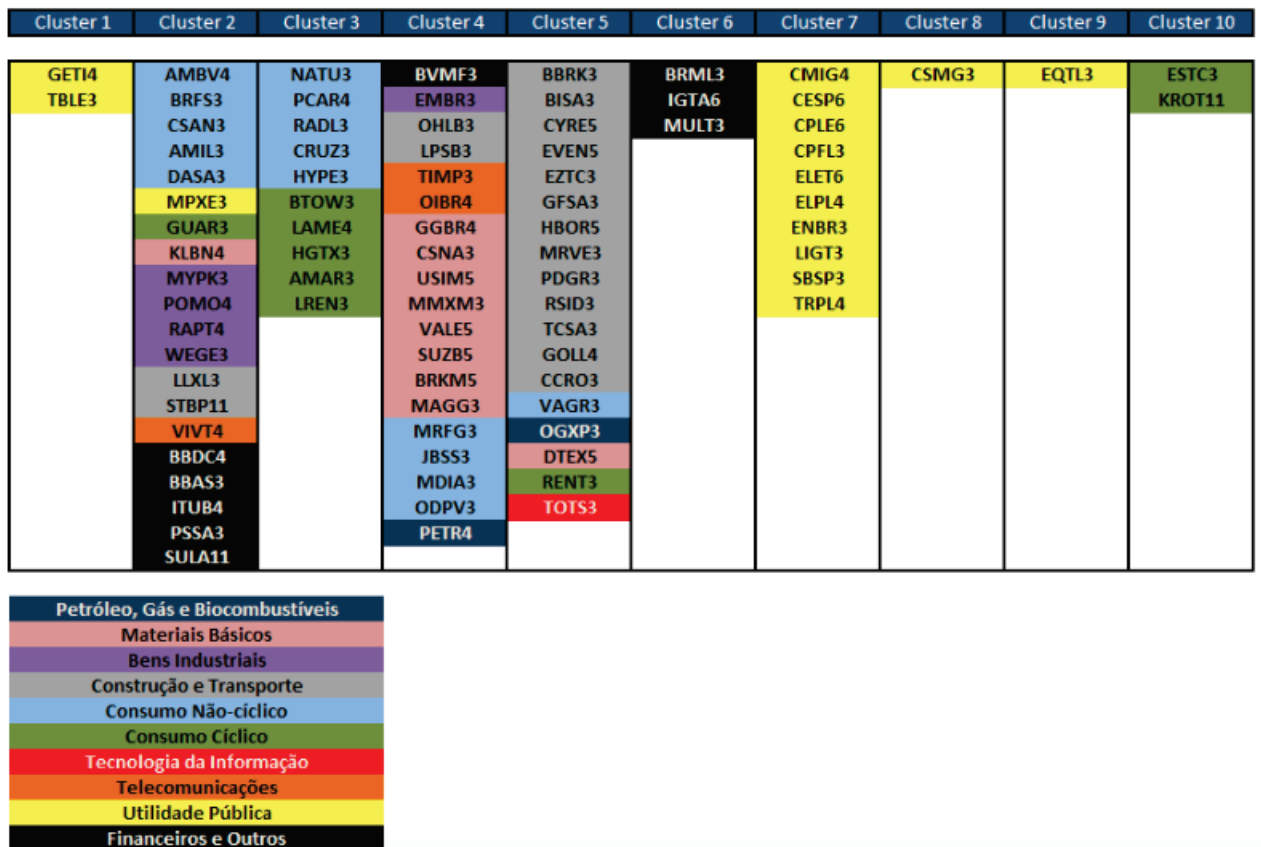 Cluster 1 Cluster 2 Cluster 3 Cluster 4 Cluster 5 Cluster 6 Cluster 7 Cluster 8 Cluster 9 Cluster 10
GETI4 AMBV4 NATU3 BVMF3 BBRK3 BRML3 CMIG4 CSMG3 EQTL3 ESTC3
TBLE3 BRFS3 PCAR4 EMBR3 BISA3 IGTA6 CESP6 KROT11
CSAN3 RADL3 OHLB3 CYRE5 MULT3 CPLE6
AMIL3 CRUZ3 LPSB3 EVEN5 CPFL3
DASA3 HYPE3 TIMP3 EZTC3 ELET6
MPXE3 BTOW3 OIBR4 GFSA3 ELPL4
GUAR3 LAME4 GGBR4 HBOR5 ENBR3
KLBN4 HGTX3 CSNA3 MRVE3 LIGT3
MYPK3 AMAR3 USIM5 PDGR3 SBSP3
POMO4 LREN3 MMXM3 RSID3 TRPL4
RAPT4 VALE5 TCSA3
WEGE3 SUZB5 GOLL4
LLXL3 BRKM5 CCRO3
STBP11 MAGG3 VAGR3
VIVT4 MRFG3 OGXP3
BBDC4 JBSS3 DTEX5
BBAS3 MDIA3 RENT3
ITUB4 ODPV3 TOTS3
PSSA3 PETR4
SULA11
Petróleo, Gás e Biocombustíveis
Materiais Básicos
Bens Industriais
Construção e Transporte
Consumo Não-cíclico
Consumo Cíclico
Tecnologia da Informação
Telecomunicações
Utilidade Pública
Financeiros e Outros